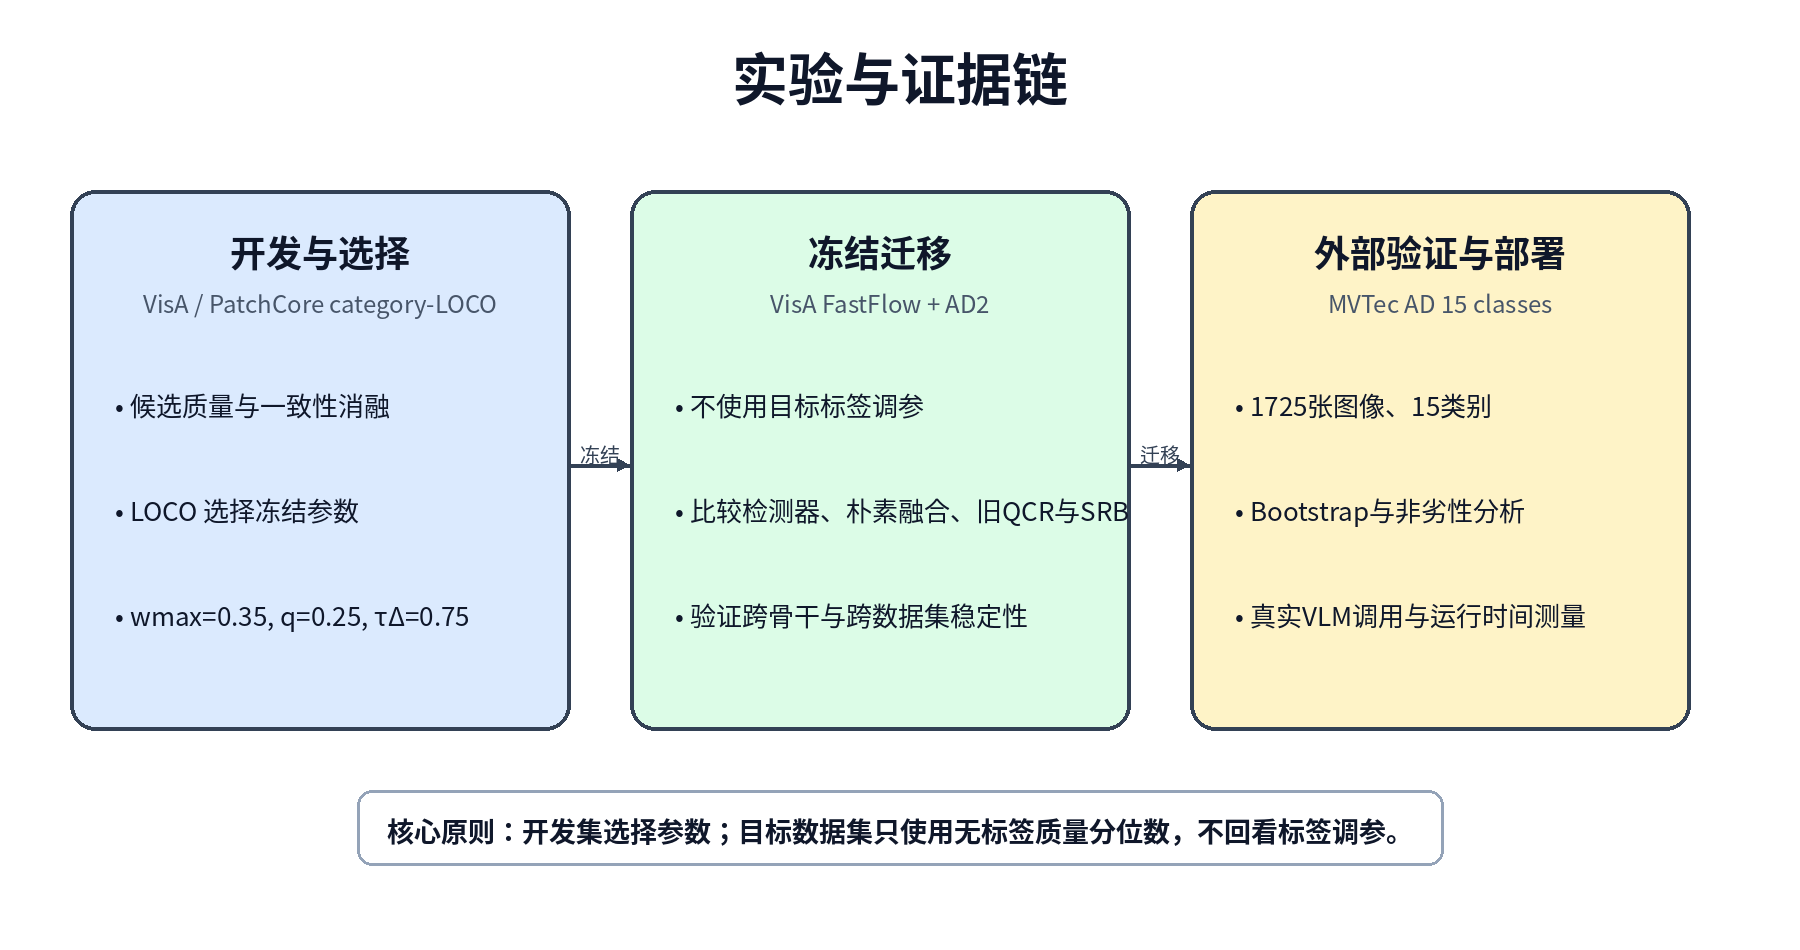 实验与证据链
开发与选择
VisA / PatchCore category-LOCO
• 候选质量与一致性消融
• LOCO 选择冻结参数
• wmax=0.35, q=0.25, τΔ=0.75
冻结
冻结迁移
VisA FastFlow + AD2
• 不使用目标标签调参
• 比较检测器、朴素融合、旧QCR与SRB
• 验证跨骨干与跨数据集稳定性
迁移
外部验证与部署
MVTec AD 15 classes
• 1725张图像、15类别
• Bootstrap与非劣性分析
• 真实VLM调用与运行时间测量
核心原则：开发集选择参数；目标数据集只使用无标签质量分位数，不回看标签调参。